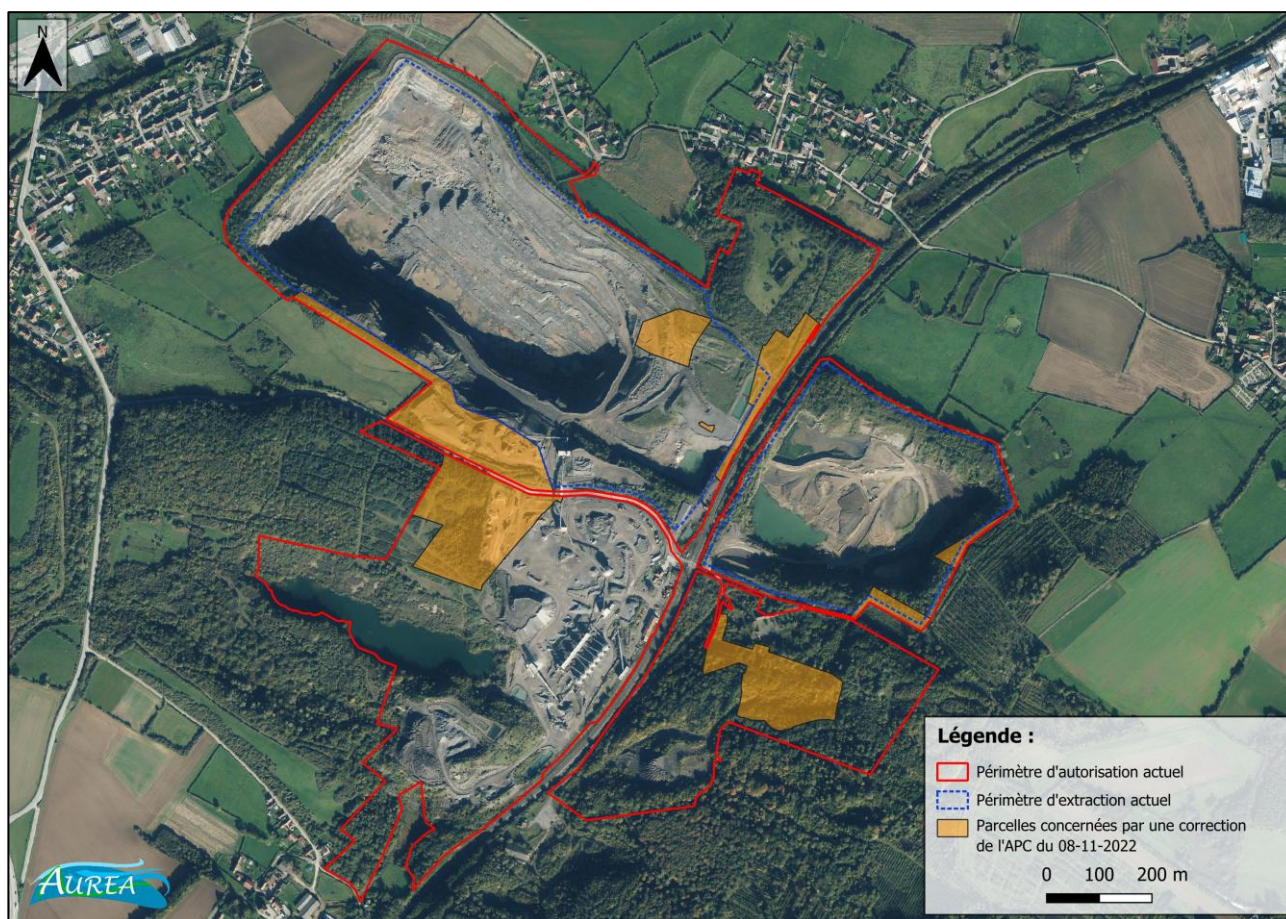 N
Légende :
Périmètre d'autorisation actuel
Périmètre d'extraction actuel
Parcelles concernées par une correction
de l'APC du 08-11-2022
0 100 200 m
AUREA